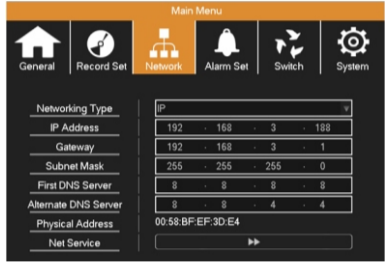 Main Menu
General Record Set Network Alarm Set Switch System
Networking Type IP
IP Address 192 . 168 . 3 . 188
Gateway 192 . 168 . 3 . 1
Subnet Mask 255 . 255 . 255 . 0
First DNS Server 8 . 8 . 8 . 8
Alternate DNS Server 8 . 8 . 4 . 4
Physical Address 00:58:BF:EF:3D:E4
Net Service